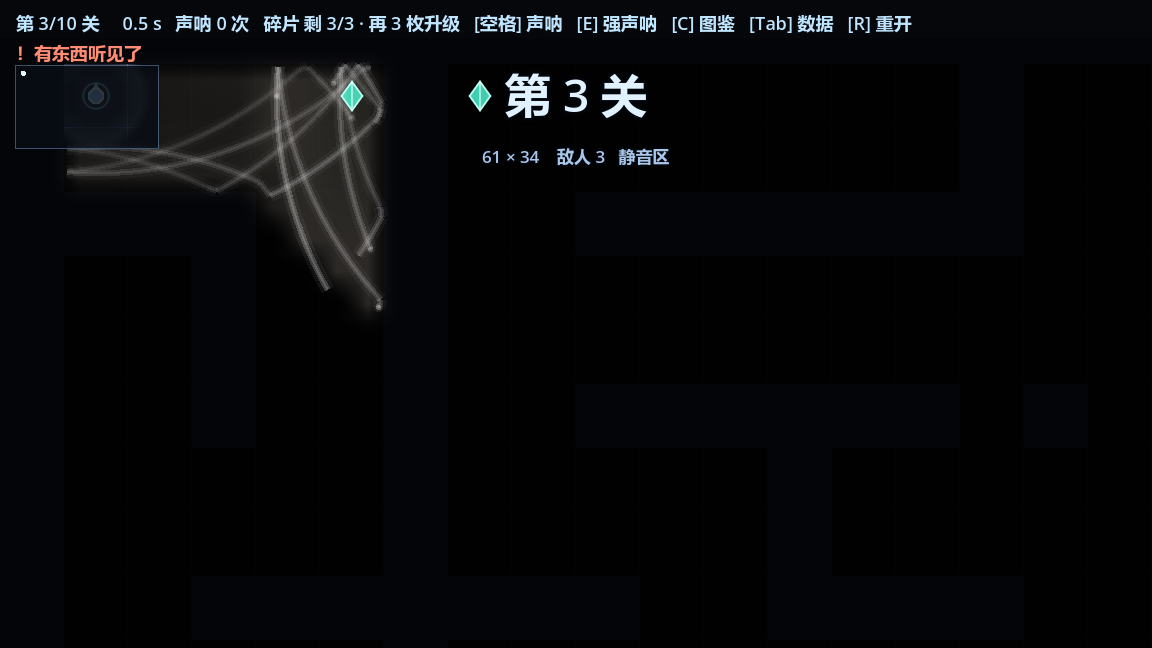 第 3/10 关 0.5 s 声呐 0 次 碎片 剩 3/3 · 再 3 枚升级 [空格] 声呐 [E] 强声呐 [C] 图鉴 [Tab] 数据 [R] 重开
！有东西听见了
第 3 关
61 × 34 敌人 3 静音区